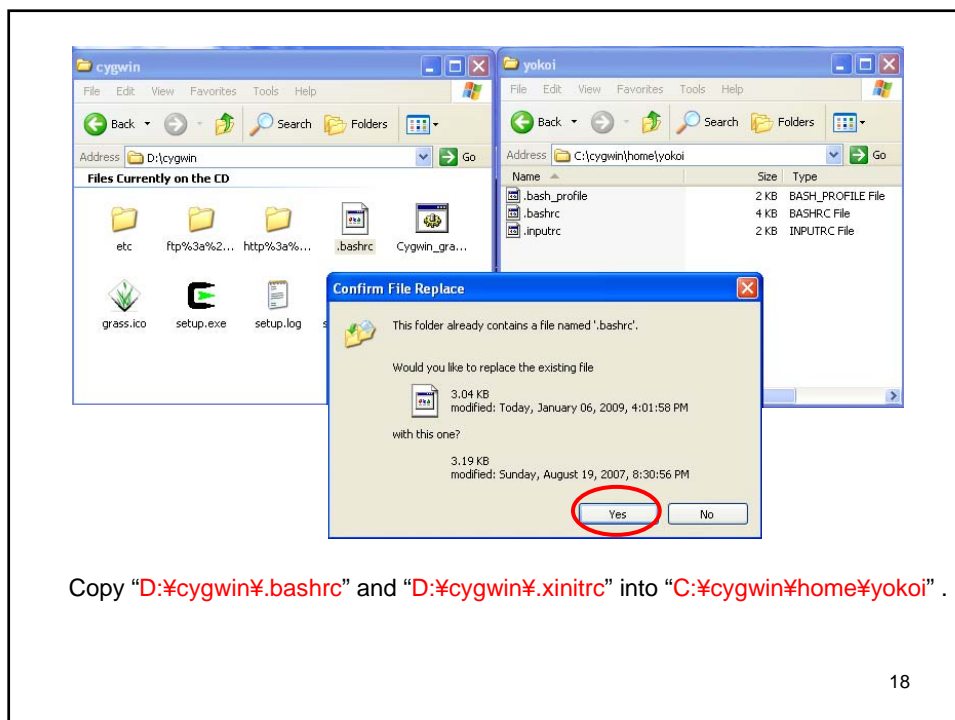 cygwin
File Edit View Favorites Tools Help
Back Search Folders
Address D:\cygwin Go
Files Currently on the CD
etc ftp%3a%2... http%3a%... .bashrc Cygwin_gra...
grass.ico setup.exe setup.log
yokoi
File Edit View Favorites Tools Help
Back Search Folders
Address C:\cygwin\home\yokoi Go
Name Size Type
.bash_profile 2 KB BASH_PROFILE File
.bashrc 4 KB BASHRC File
.inputrc 2 KB INPUTRC File
Confirm File Replace
This folder already contains a file named '.bashrc'.
Would you like to replace the existing file
3.04 KB
modified: Today, January 06, 2009, 4:01:58 PM
with this one?
3.19 KB
modified: Sunday, August 19, 2007, 8:30:56 PM
Yes No
Copy “D:¥cygwin¥.bashrc” and “D:¥cygwin¥.xinitrc” into “C:¥cygwin¥home¥yokoi” .
18